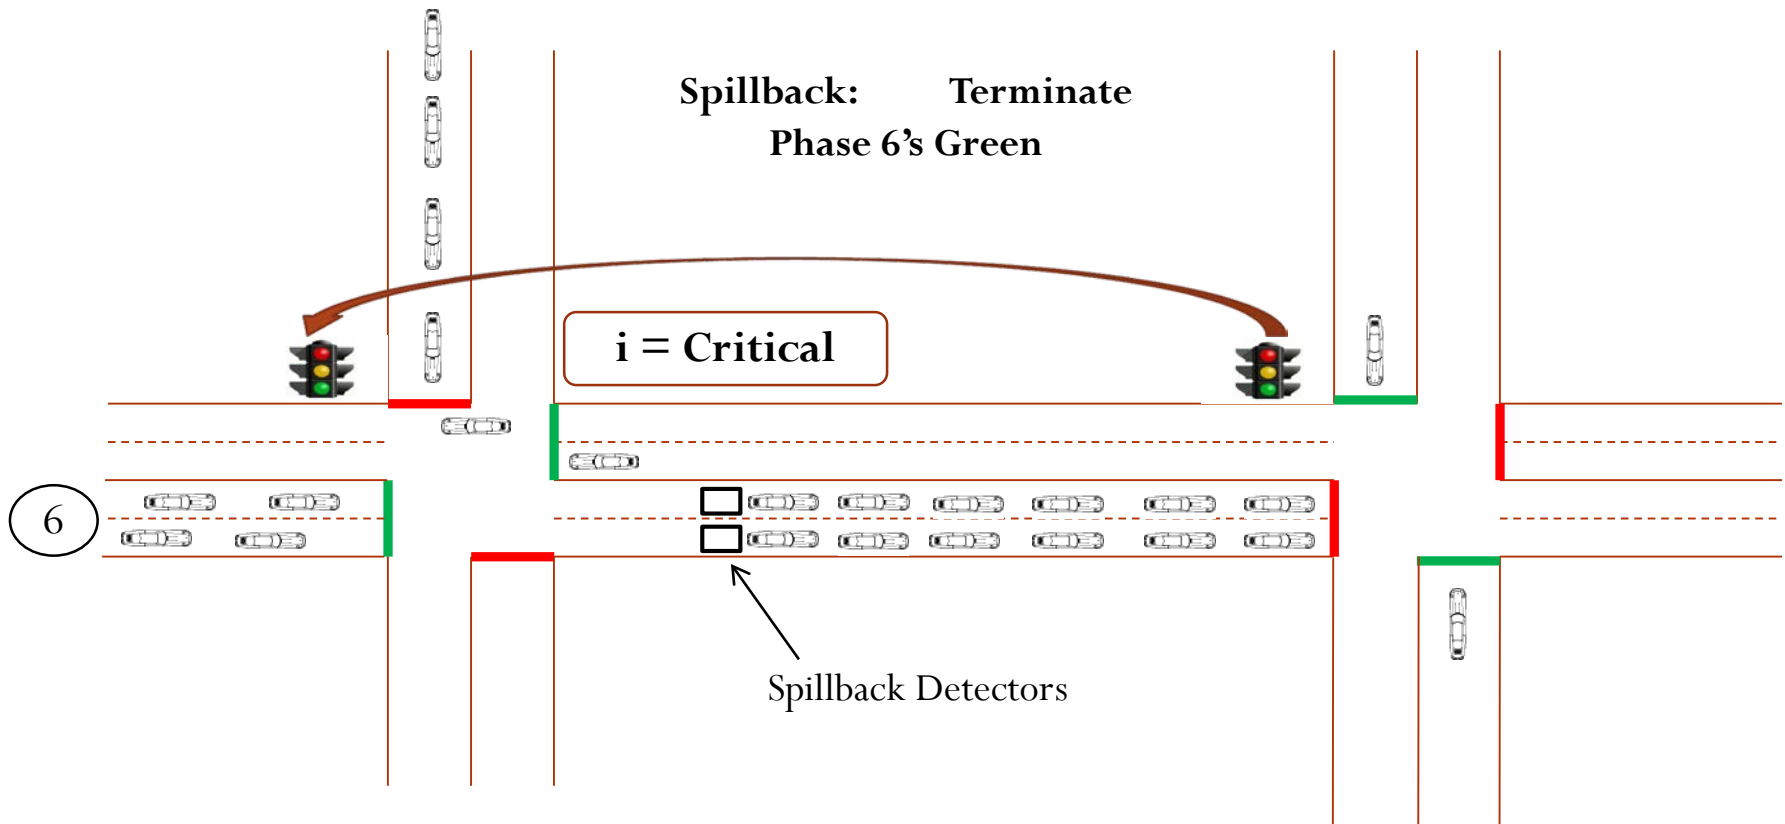 Spillback: Terminate
Phase 6’s Green
i = Critical
6
Spillback Detectors